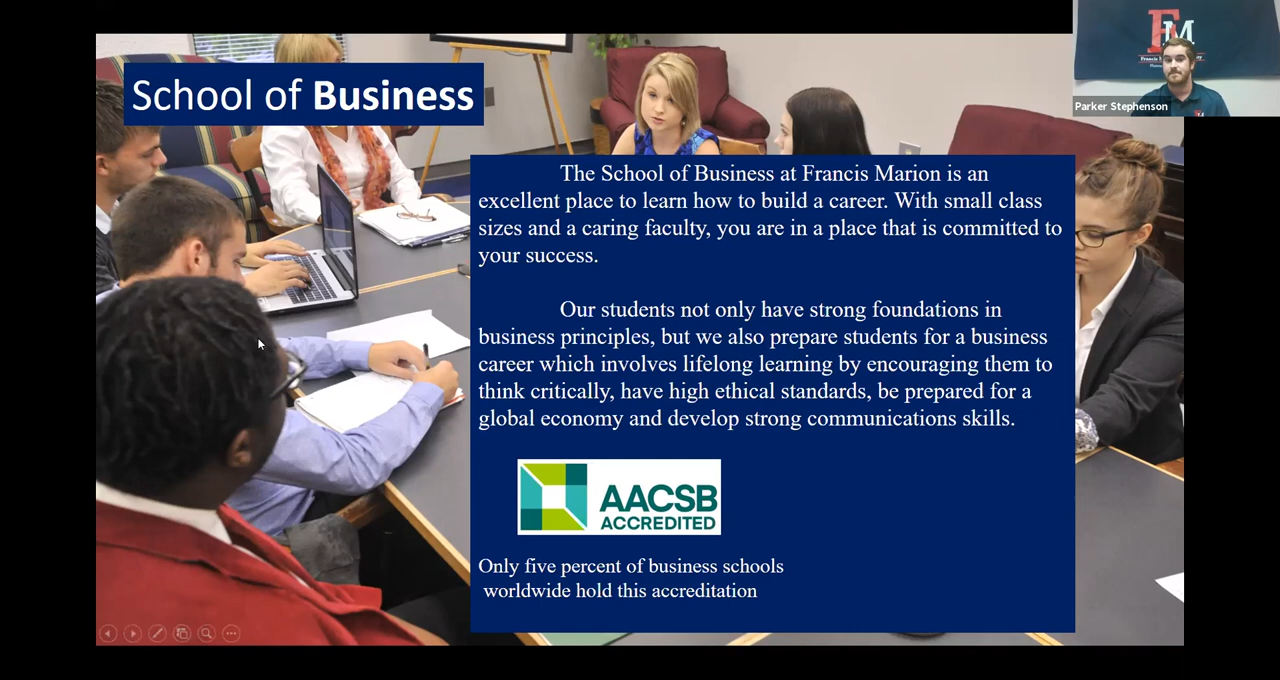 School of Business
FM
Parker Stephenson
The School of Business at Francis Marion is an
excellent place to learn how to build a career. With small class
sizes and a caring faculty, you are in a place that is committed to
your success.
Our students not only have strong foundations in
business principles, but we also prepare students for a business
career which involves lifelong learning by encouraging them to
think critically, have high ethical standards, be prepared for a
global economy and develop strong communications skills.
AACSB
ACCREDITED
Only five percent of business schools
worldwide hold this accreditation